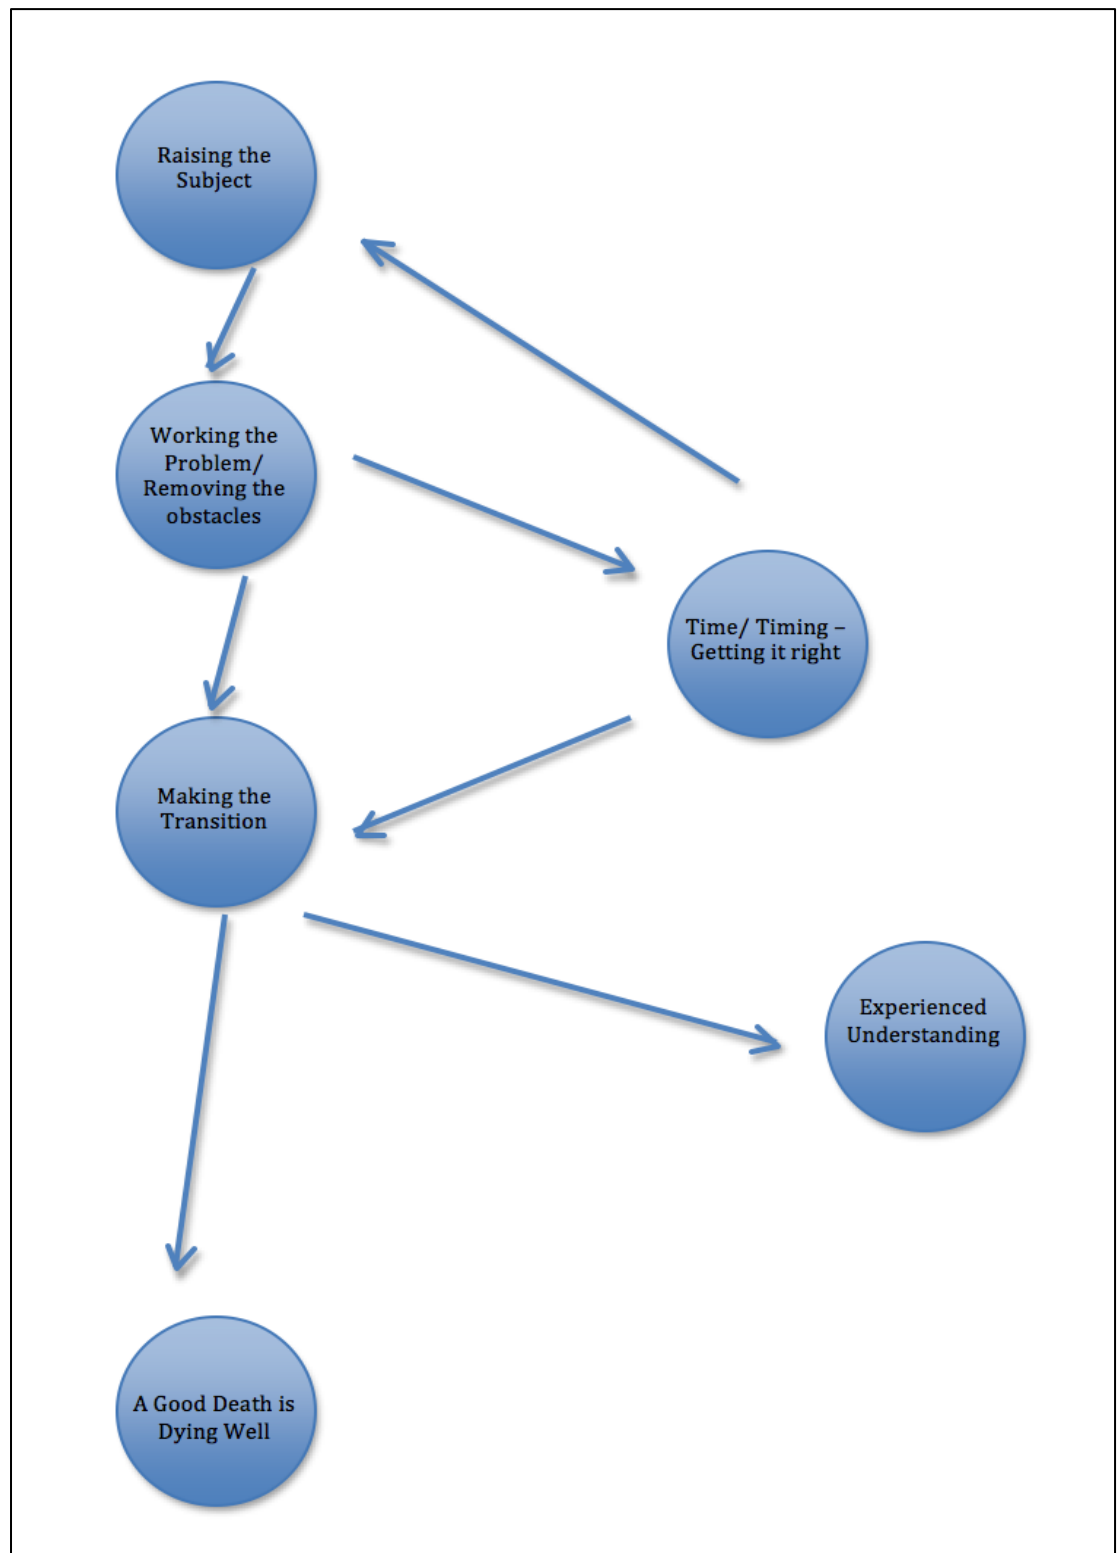 Raising the
Subject
Working the
Problem/
Removing the
obstacles
Time/ Timing –
Getting it right
Making the
Transition
Experienced
Understanding
A Good Death is
Dying Well